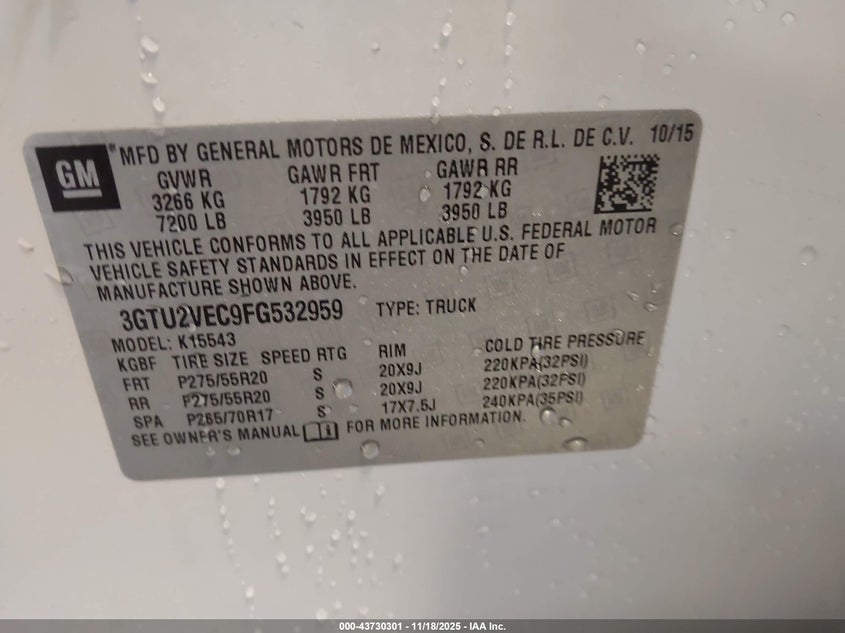 GM
MFD BY GENERAL MOTORS DE MEXICO, S. DE R.L. DE C.V. 10/15
GVWR GAWR FRT GAWR RR
3266 KG 1792 KG 1792 KG
7200 LB 3950 LB 3950 LB
THIS VEHICLE CONFORMS TO ALL APPLICABLE U.S. FEDERAL MOTOR
VEHICLE SAFETY STANDARDS IN EFFECT ON THE DATE OF
MANUFACTURE SHOWN ABOVE.
3GTU2VEC9FG532959 TYPE: TRUCK
MODEL: K15543
KGBF TIRE SIZE SPEED RTG RIM COLD TIRE PRESSURE
FRT P275/55R20 S 20X9J 220KPA(32PSI)
RR P275/55R20 S 20X9J 220KPA(32PSI)
SPA P265/70R17 S 17X7.5J 240KPA(35PSI)
SEE OWNER'S MANUAL FOR MORE INFORMATION.
000-43730301 - 11/18/2025 - IAA Inc.